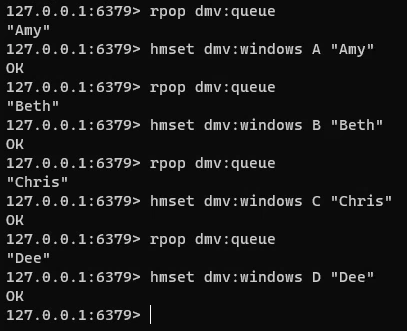 127.0.0.1:6379> rpop dmv:queue
"Amy"
127.0.0.1:6379> hmset dmv:windows A "Amy"
OK
127.0.0.1:6379> rpop dmv:queue
"Beth"
127.0.0.1:6379> hmset dmv:windows B "Beth"
OK
127.0.0.1:6379> rpop dmv:queue
"Chris"
127.0.0.1:6379> hmset dmv:windows C "Chris"
OK
127.0.0.1:6379> rpop dmv:queue
"Dee"
127.0.0.1:6379> hmset dmv:windows D "Dee"
OK
127.0.0.1:6379>